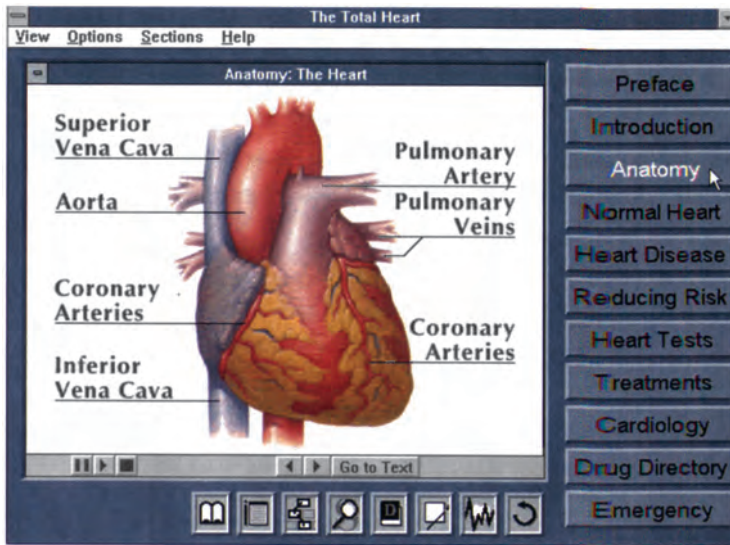 The Total Heart
View Options Sections Help
Anatomy: The Heart
Superior
Vena Cava
Aorta
Coronary
Arteries
Inferior
Vena Cava
Pulmonary
Artery
Pulmonary
Veins
Coronary
Arteries
Go to Text
D
Preface
Introduction
Anatomy
Normal Heart
Heart Disease
Reducing Risk
Heart Tests
Treatments
Cardiology
Drug Directory
Emergency